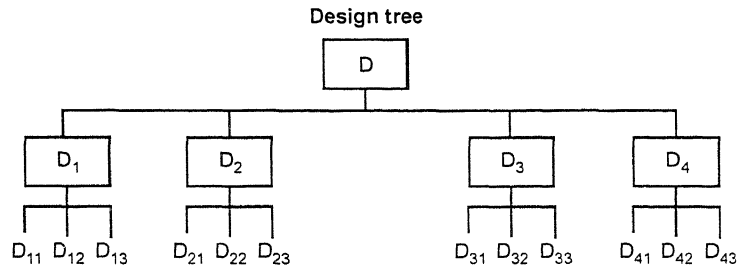 Design tree
D
D₁ D₂ D₃ D₄
D₁₁ D₁₂ D₁₃ D₂₁ D₂₂ D₂₃ D₃₁ D₃₂ D₃₃ D₄₁ D₄₂ D₄₃